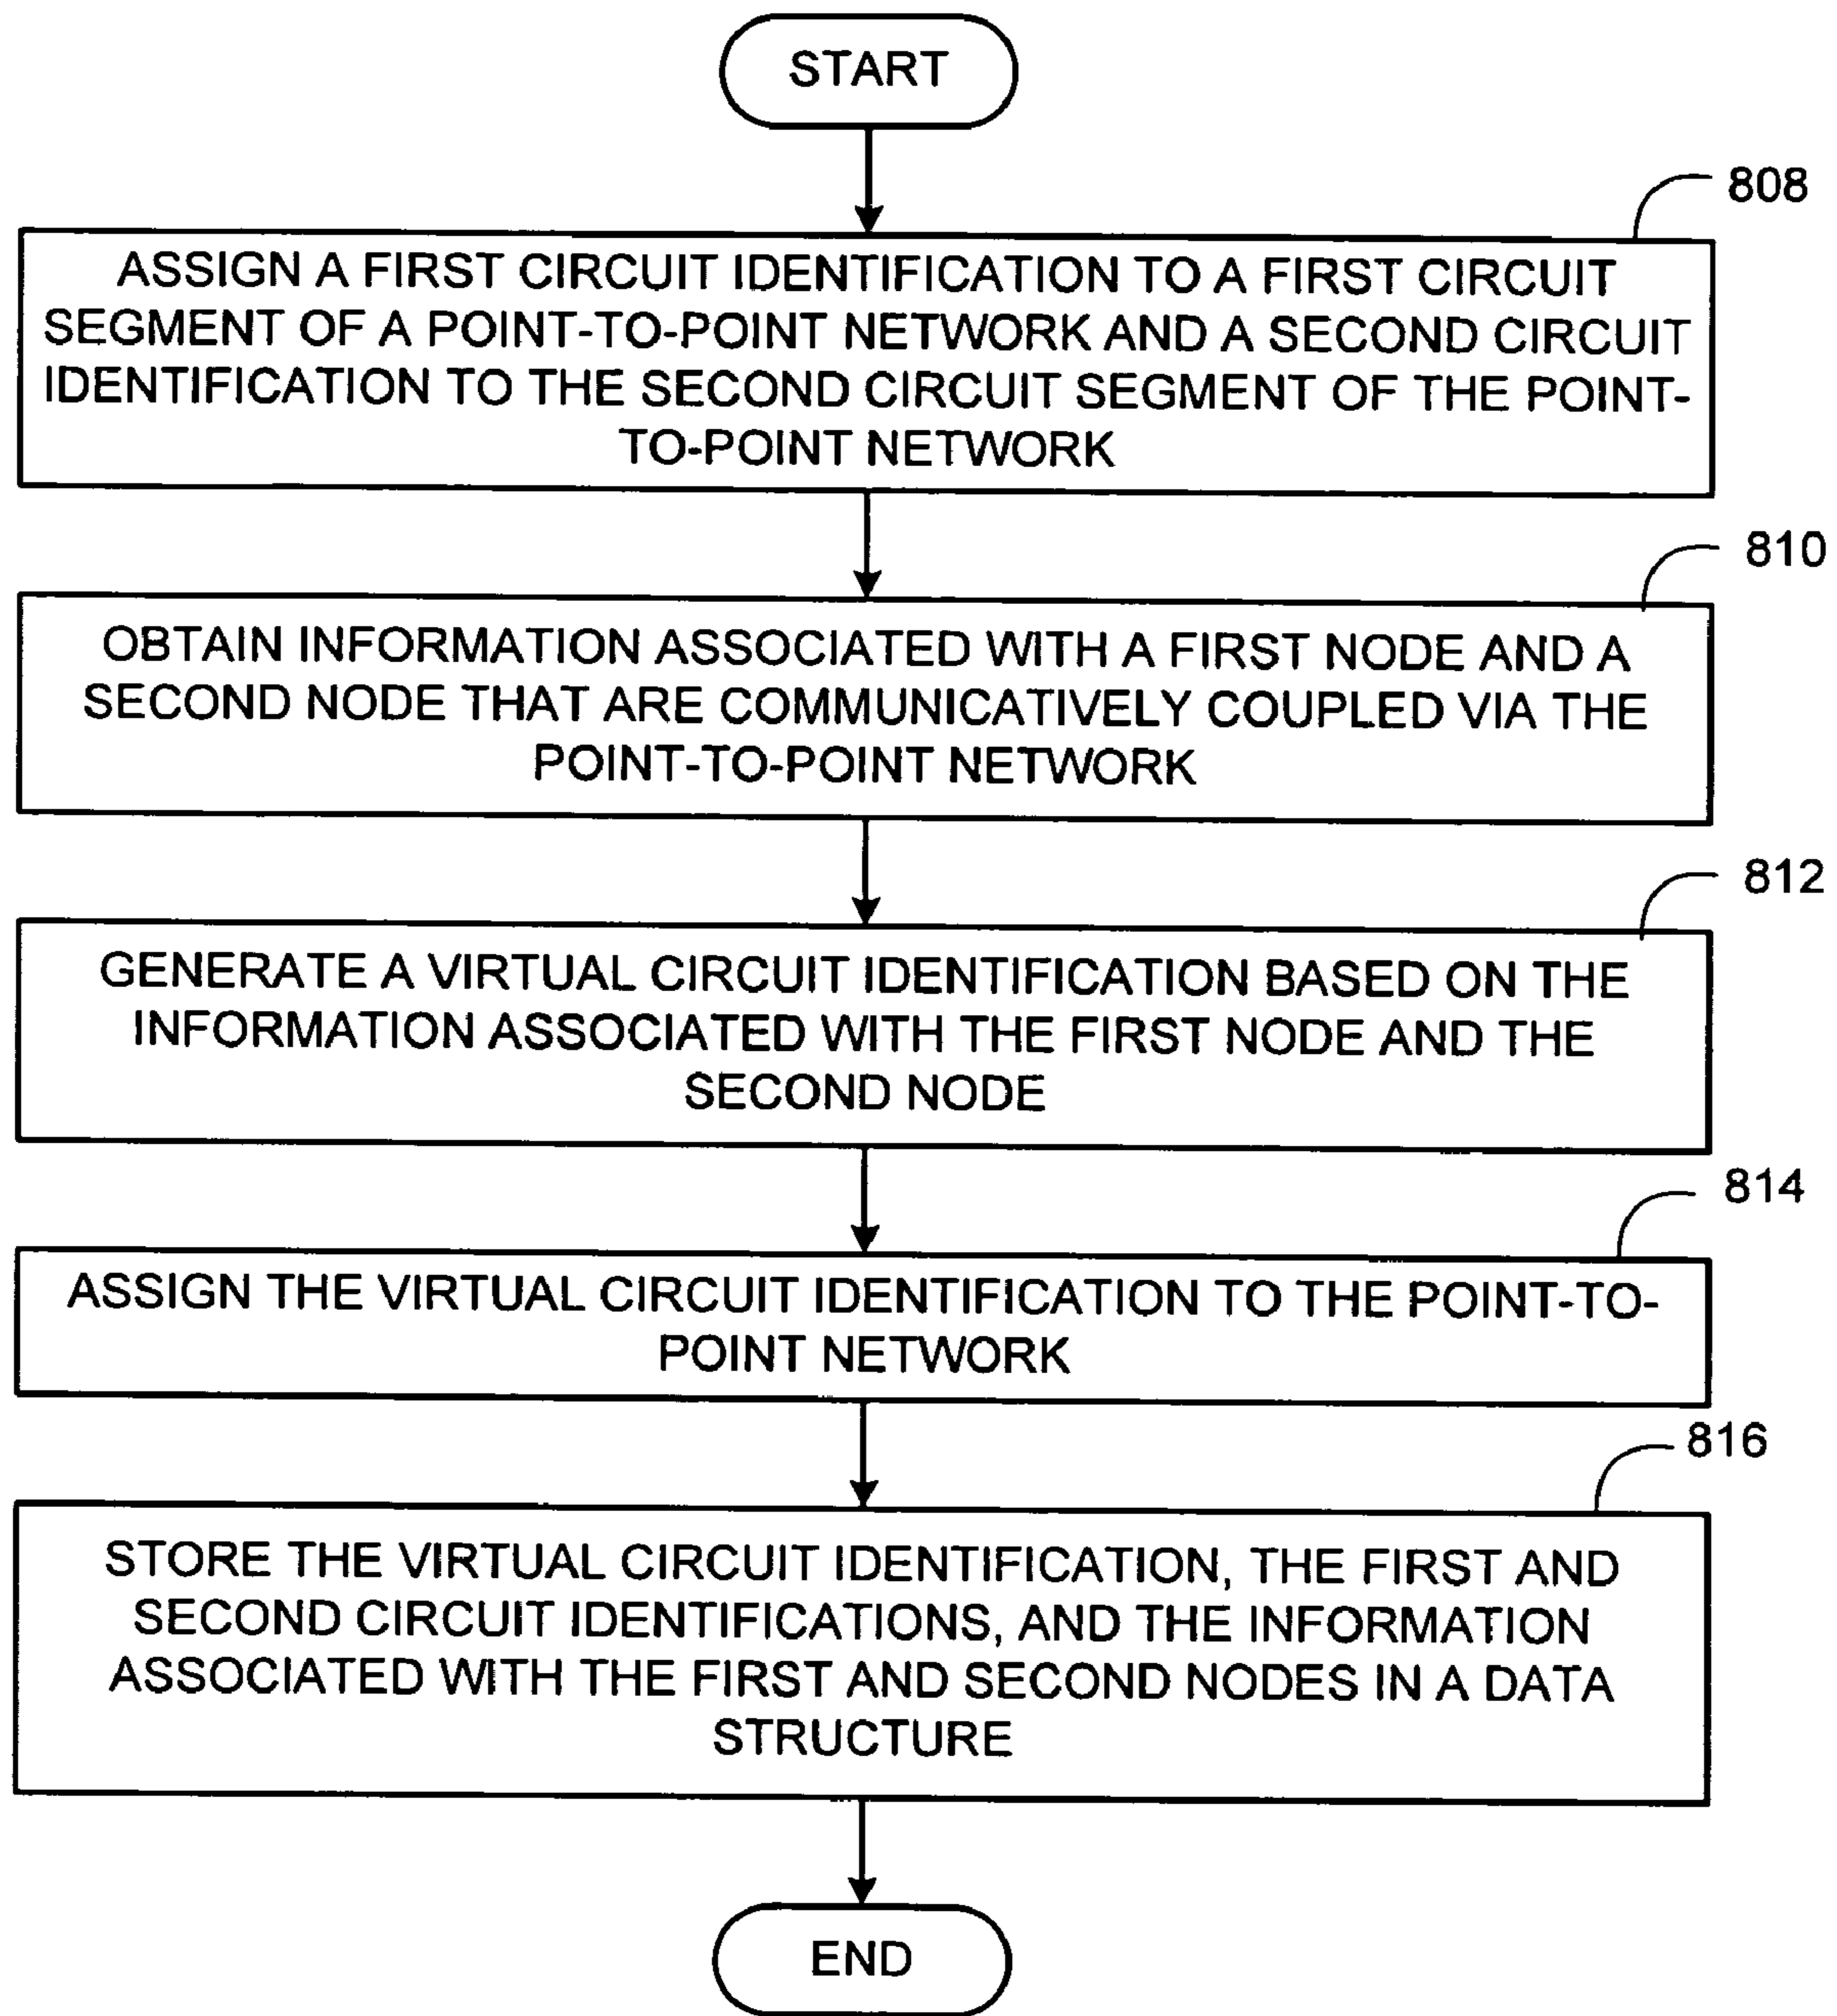 START
808
ASSIGN A FIRST CIRCUIT IDENTIFICATION TO A FIRST CIRCUIT
SEGMENT OF A POINT-TO-POINT NETWORK AND A SECOND CIRCUIT
IDENTIFICATION TO THE SECOND CIRCUIT SEGMENT OF THE POINT-
TO-POINT NETWORK
810
OBTAIN INFORMATION ASSOCIATED WITH A FIRST NODE AND A
SECOND NODE THAT ARE COMMUNICATIVELY COUPLED VIA THE
POINT-TO-POINT NETWORK
812
GENERATE A VIRTUAL CIRCUIT IDENTIFICATION BASED ON THE
INFORMATION ASSOCIATED WITH THE FIRST NODE AND THE
SECOND NODE
814
ASSIGN THE VIRTUAL CIRCUIT IDENTIFICATION TO THE POINT-TO-
POINT NETWORK
816
STORE THE VIRTUAL CIRCUIT IDENTIFICATION, THE FIRST AND
SECOND CIRCUIT IDENTIFICATIONS, AND THE INFORMATION
ASSOCIATED WITH THE FIRST AND SECOND NODES IN A DATA
STRUCTURE
END